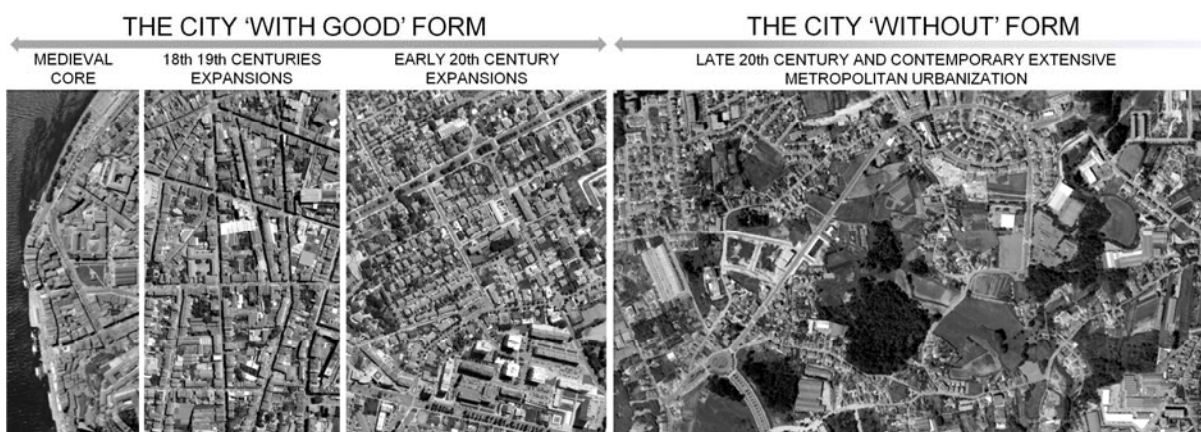 THE CITY ‘WITH GOOD’ FORM
THE CITY ‘WITHOUT’ FORM
MEDIEVAL
CORE
18th 19th CENTURIES
EXPANSIONS
EARLY 20th CENTURY
EXPANSIONS
LATE 20th CENTURY AND CONTEMPORARY EXTENSIVE
METROPOLITAN URBANIZATION